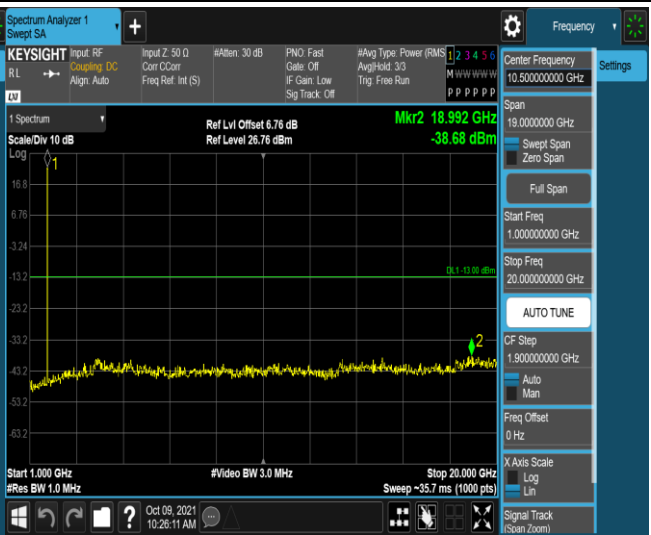 Spectrum Analyzer 1
Swept SA
Frequency
KEYSIGHT
RL
Input: RF
Coupling: DC
Align: Auto
Input Z: 50 Ω
Corr CCorr
Freq Ref: Int (S)
#Atten: 30 dB
PNO: Fast
Gate: Off
IF Gain: Low
Sig Track: Off
#Avg Type: Power (RMS
Avg|Hold: 3/3
Trig: Free Run
1 2 3 4 5 6
M W W W W W
P P P P P P
LXI
1 Spectrum
Scale/Div 10 dB
Log
Ref Lvl Offset 6.76 dB
Ref Level 26.76 dBm
Mkr2 18.992 GHz
-38.68 dBm
1
16.8
6.76
-3.24
-13.2
DL1 -13.00 dBm
-23.2
-33.2
2
-43.2
-53.2
-63.2
Start 1.000 GHz
#Res BW 1.0 MHz
#Video BW 3.0 MHz
Stop 20.000 GHz
Sweep ~35.7 ms (1000 pts)
Oct 09, 2021
10:26:11 AM
Settings
Center Frequency
10.500000000 GHz
Span
19.0000000 GHz
Swept Span
Zero Span
Full Span
Start Freq
1.000000000 GHz
Stop Freq
20.000000000 GHz
AUTO TUNE
CF Step
1.900000000 GHz
Auto
Man
Freq Offset
0 Hz
X Axis Scale
Log
Lin
Signal Track
(Span Zoom)